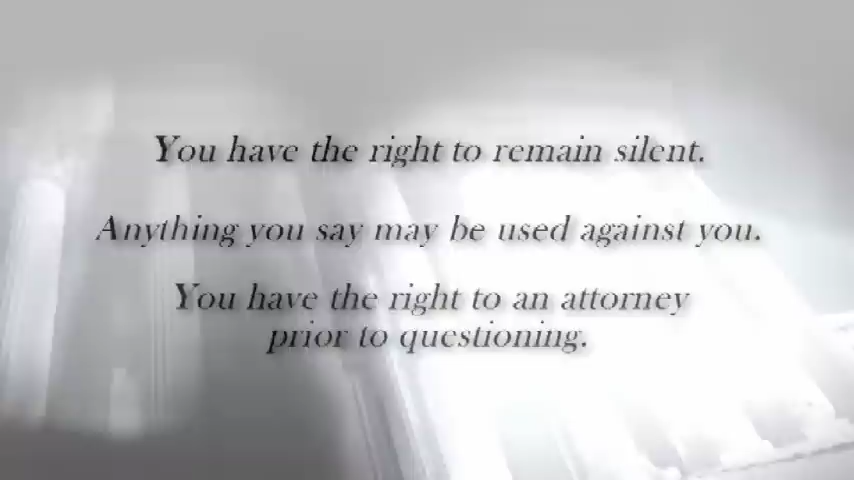 You have the right to remain silent.
Anything you say may be used against you.
You have the right to an attorney
prior to questioning.